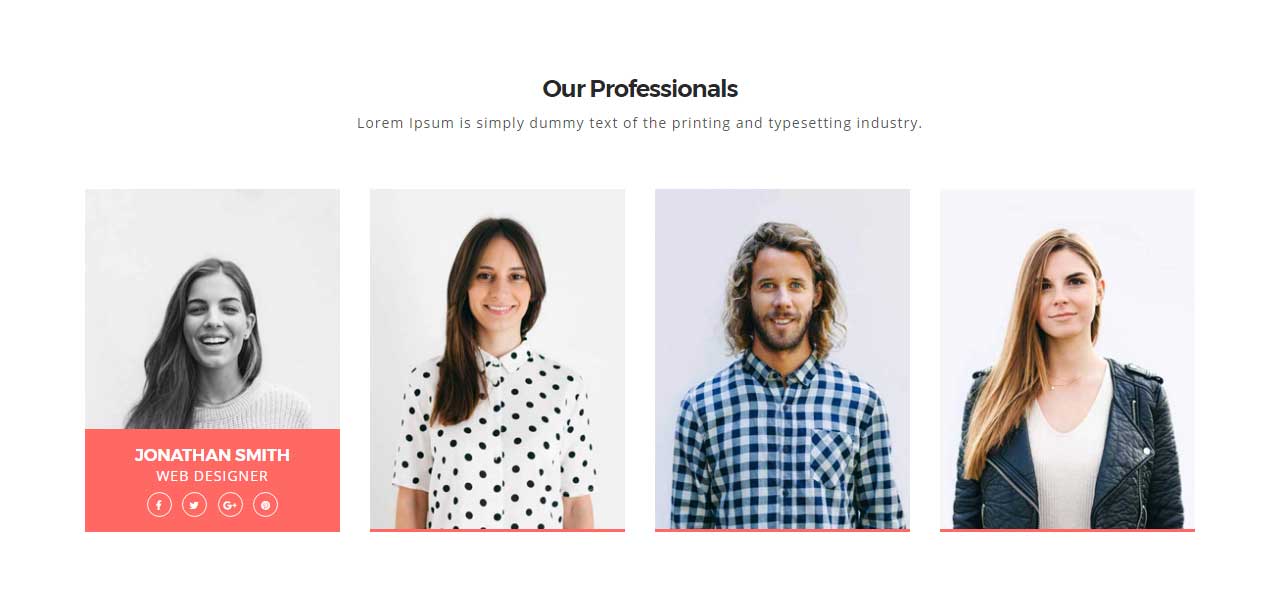 Our Professionals
Lorem Ipsum is simply dummy text of the printing and typesetting industry.
JONATHAN SMITH
WEB DESIGNER